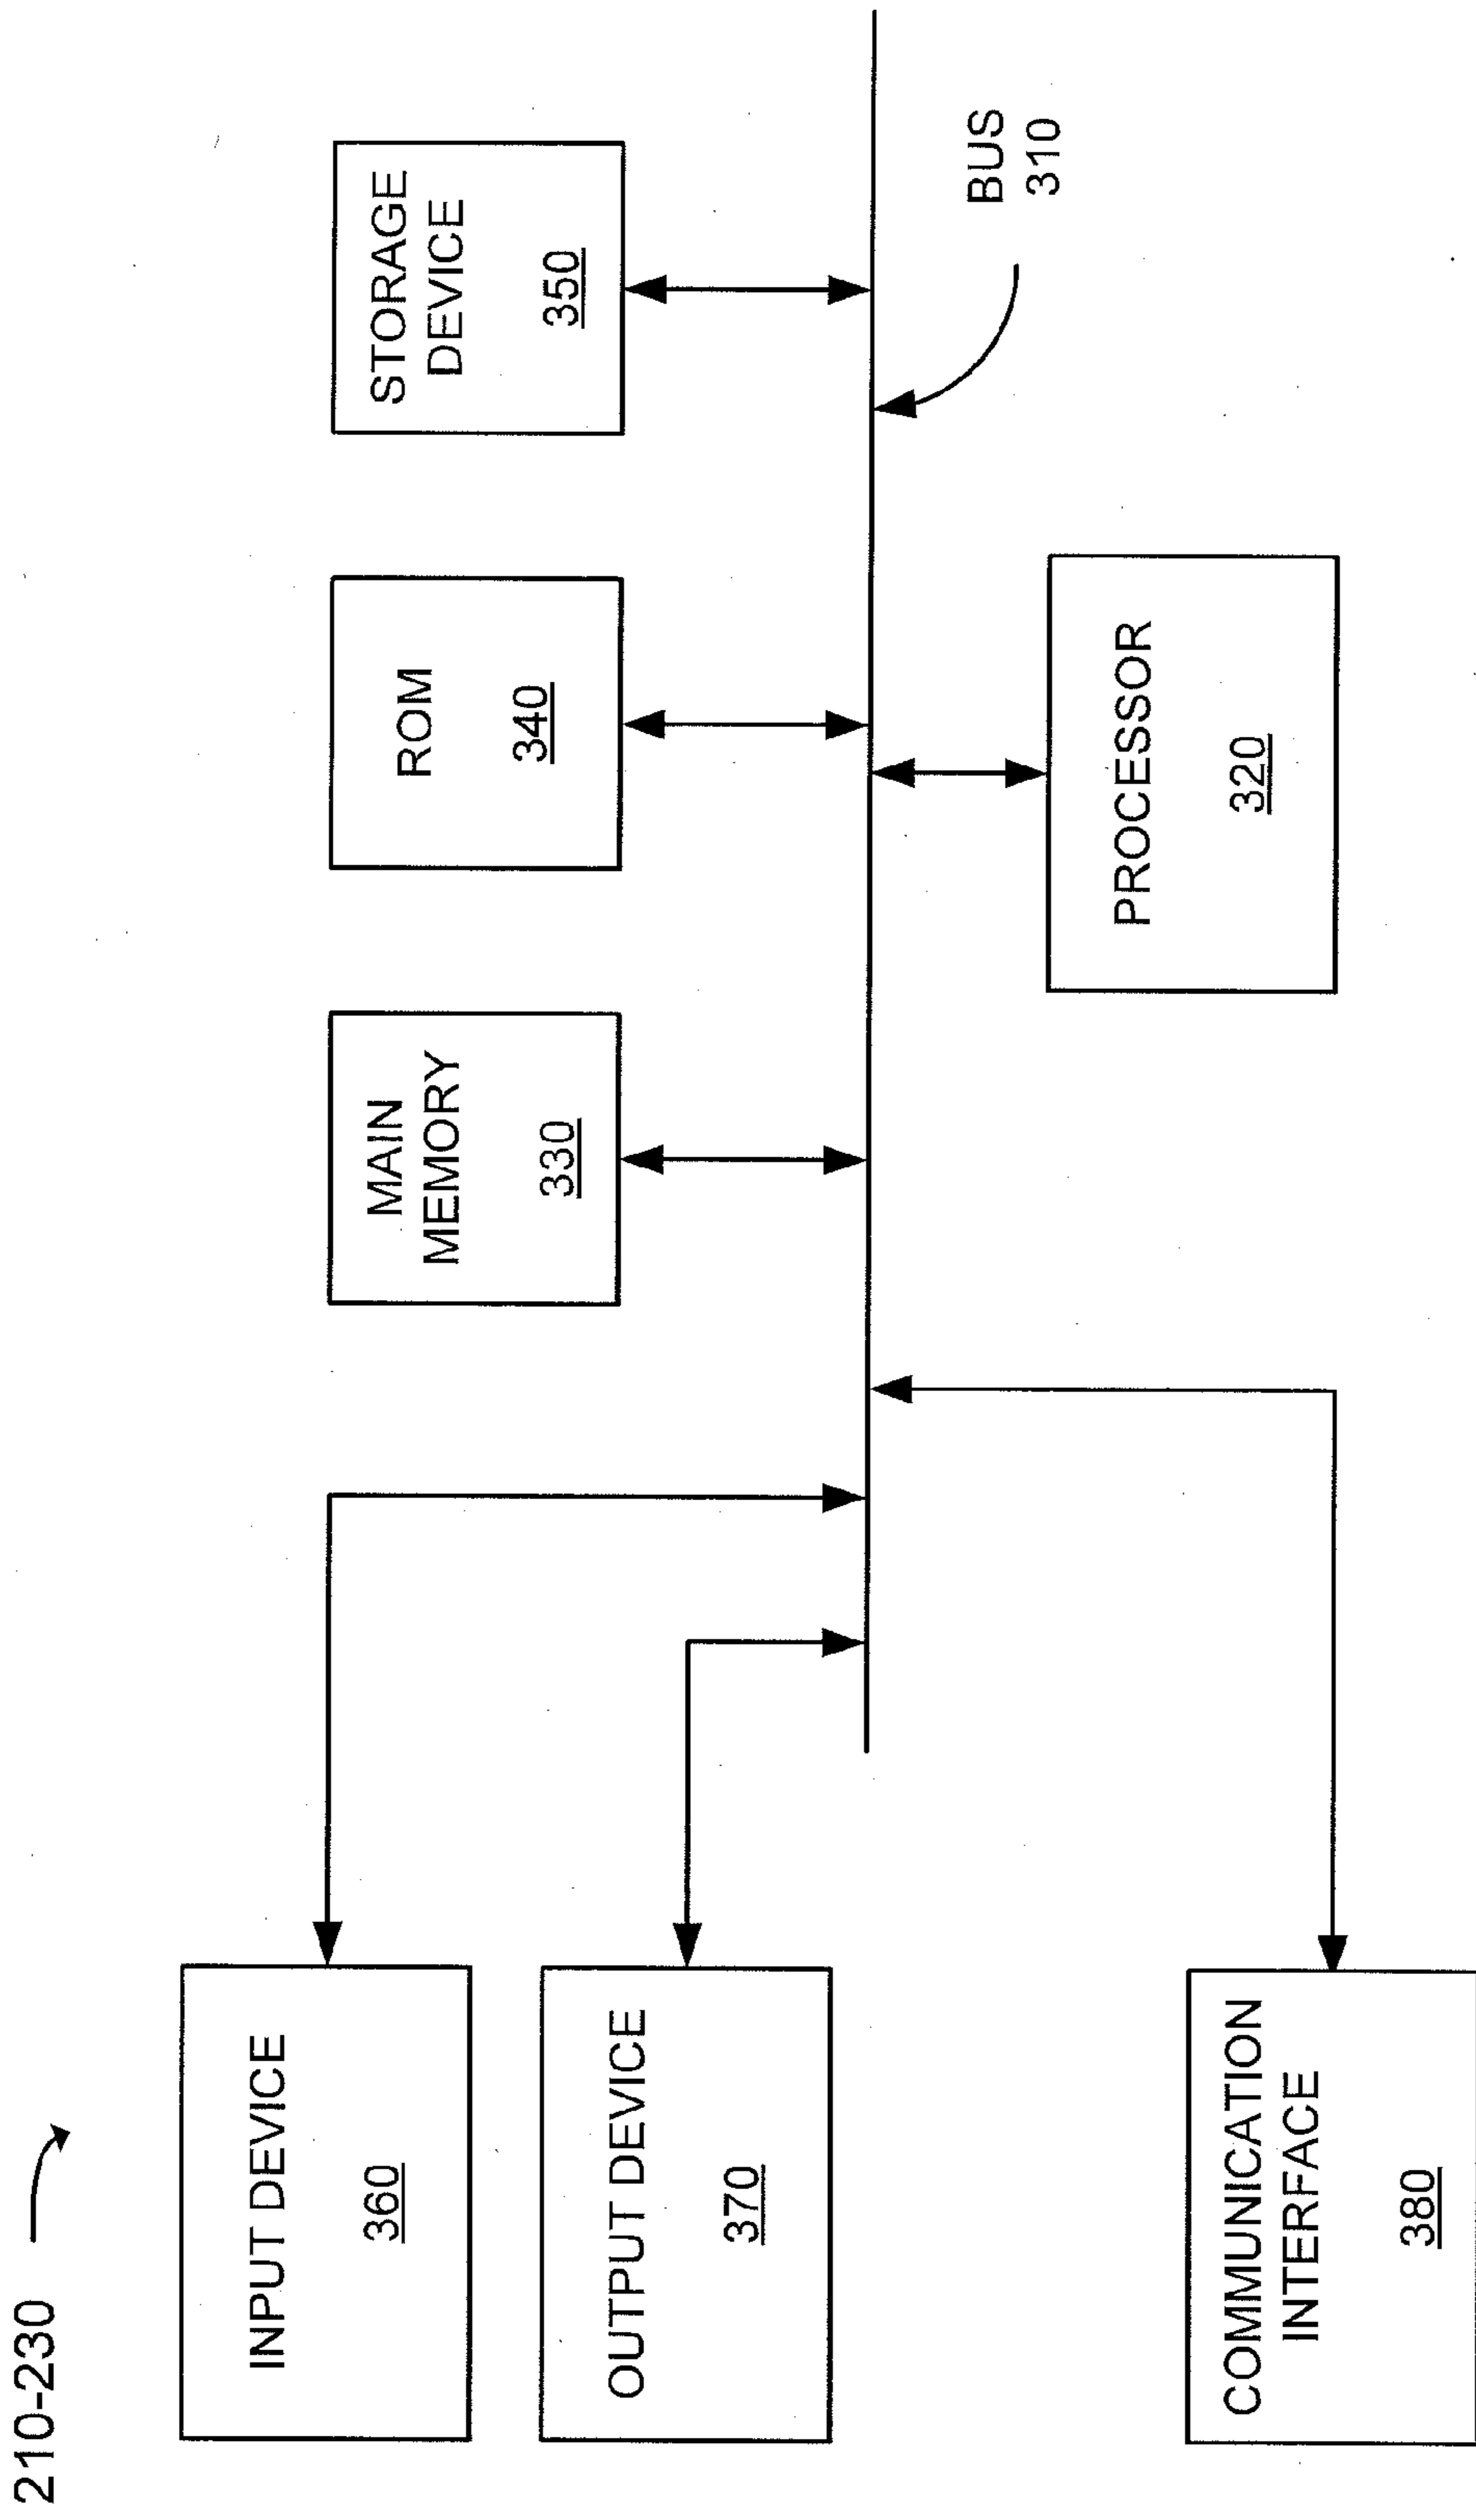 210-230
INPUT DEVICE
360
OUTPUT DEVICE
370
COMMUNICATION
INTERFACE
380
MAIN
MEMORY
330
ROM
340
STORAGE
DEVICE
350
PROCESSOR
320
BUS
310